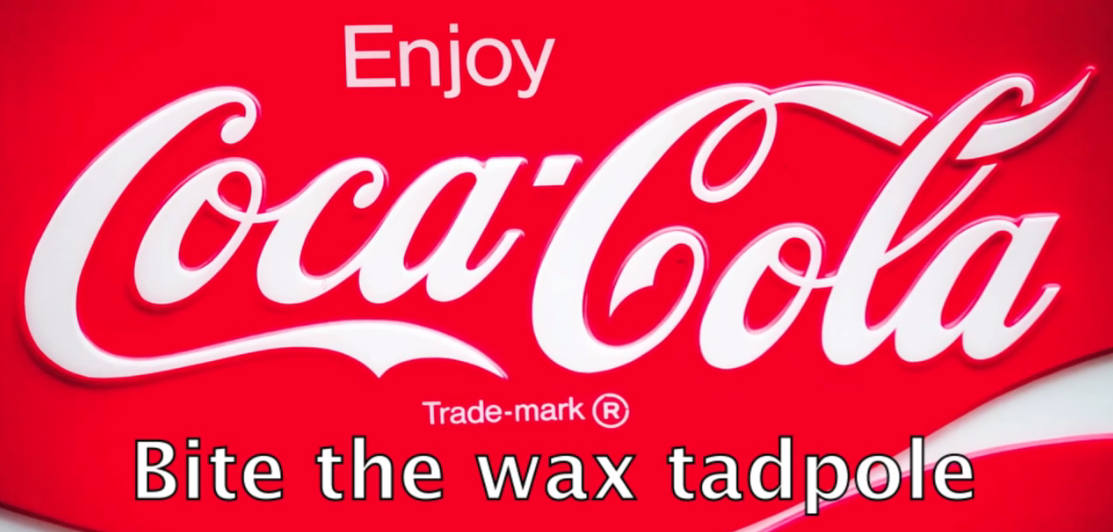 Enjoy
Coca-Cola
Trade-mark ®
Bite the wax tadpole